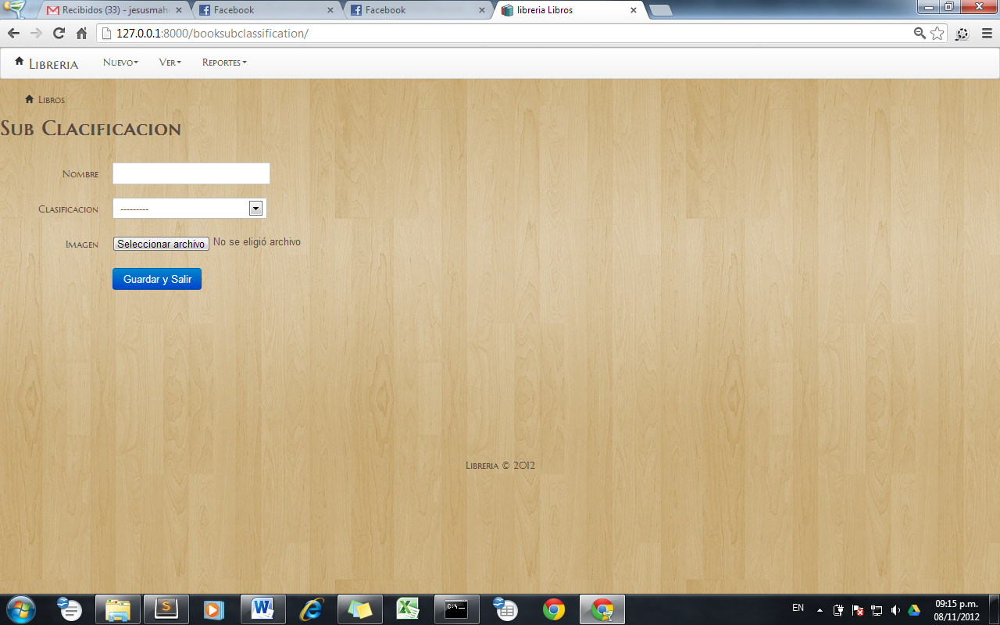 Recibidos (33) - jesusmah
Facebook
Facebook
libreria Libros
127.0.0.1:8000/booksubclassification/
Libreria
Nuevo
Ver
Reportes
Libros
Sub Clacificacion
Nombre
Clasificacion
---------
Imagen
Seleccionar archivo
No se eligió archivo
Guardar y Salir
Libreria © 2012
EN
09:15 p.m.
08/11/2012